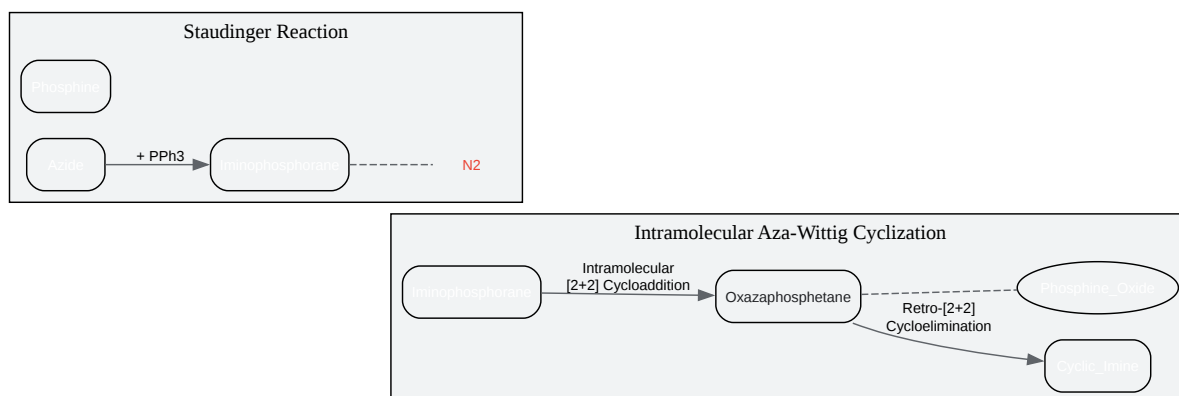 Staudinger Reaction
Phosphine
Azide
+ PPh3
Iminophosphorane
N2
Intramolecular Aza-Wittig Cyclization
Iminophosphorane
Intramolecular
[2+2] Cycloaddition
Oxazaphosphetane
Phosphine_Oxide
Retro-[2+2]
Cycloelimination
Cyclic_Imine